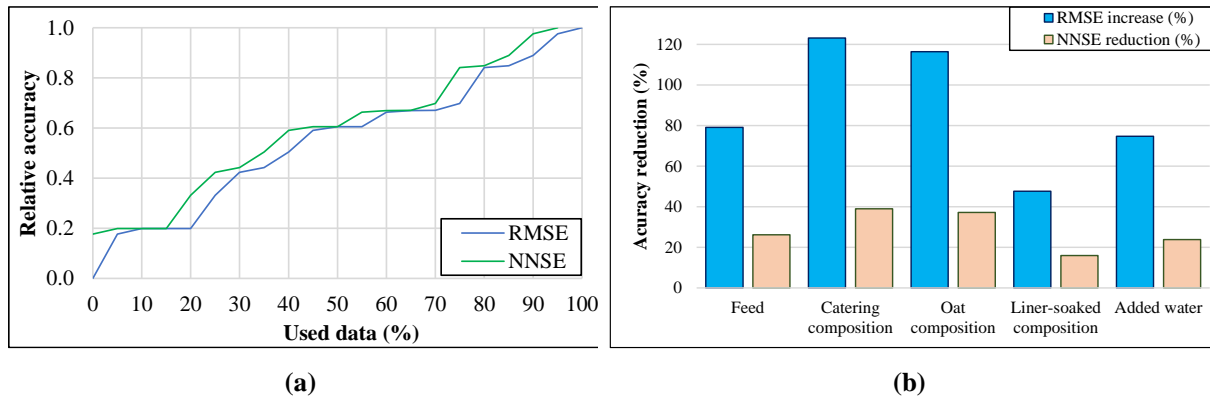 1.0
0.8
0.6
0.4
0.2
0.0
Relative accuracy
RMSE
NNSE
0 10 20 30 40 50 60 70 80 90 100
Used data (%)
(a)
RMSE increase (%)
NNSE reduction (%)
120
100
80
60
40
20
0
Acuracy reduction (%)
Feed
Catering
composition
Oat
composition
Liner-soaked
composition
Added water
(b)